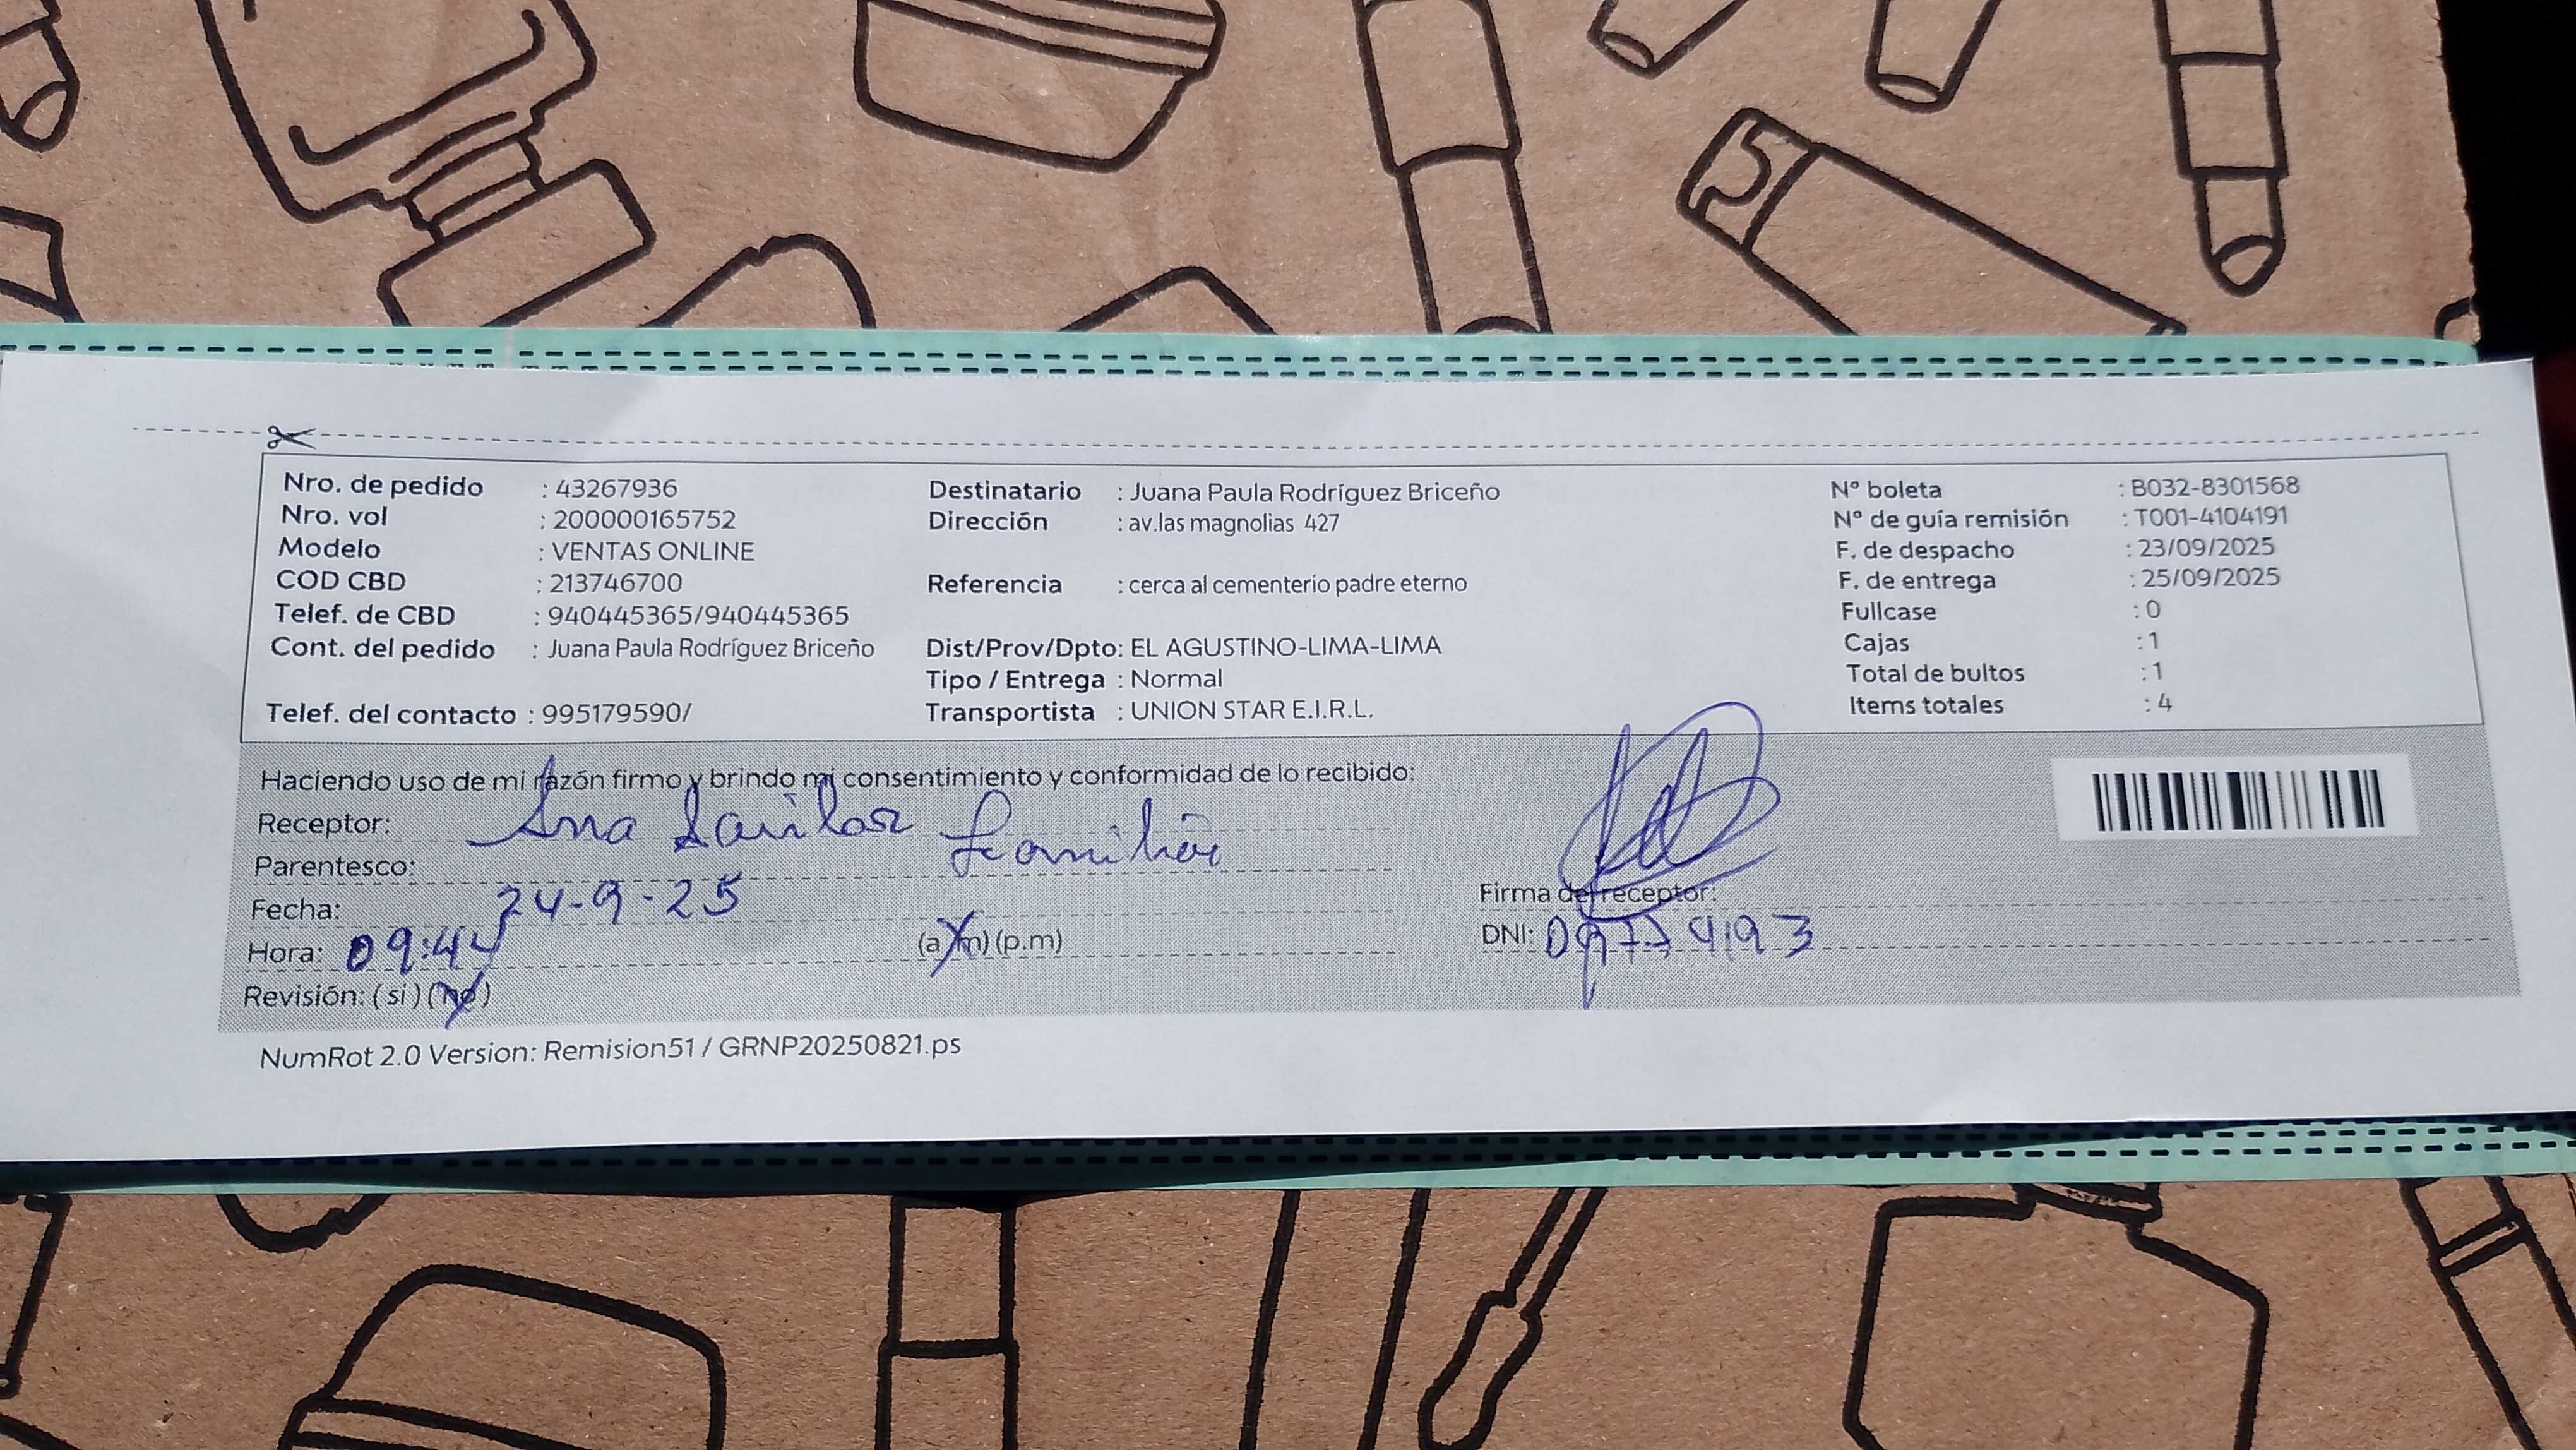 Nro. de pedido : 43267936
Nro. vol : 200000165752
Modelo : VENTAS ONLINE
COD CBD : 213746700
Telef. de CBD : 940445365/940445365
Cont. del pedido : Juana Paula Rodríguez Briceño
Telef. del contacto : 995179590/
Destinatario : Juana Paula Rodríguez Briceño
Dirección : av.las magnolias 427
Referencia : cerca al cementerio padre eterno
Dist/Prov/Dpto: EL AGUSTINO-LIMA-LIMA
Tipo / Entrega : Normal
Transportista : UNION STAR E.I.R.L.
Nº boleta : B032-8301568
Nº de guía remisión : T001-4104191
F. de despacho : 23/09/2025
F. de entrega : 25/09/2025
Fullcase : 0
Cajas : 1
Total de bultos : 1
Items totales : 4
Haciendo uso de mi razón firmo y brindo mi consentimiento y conformidad de lo recibido:
Receptor: Ana
Parentesco:
Fecha: 24-9-25
Hora: 09:44 (a.m) (p.m)
Revisión: (si) (no)
Firma del receptor:
DNI:
NumRot 2.0 Version: Remision51 / GRNP20250821.ps